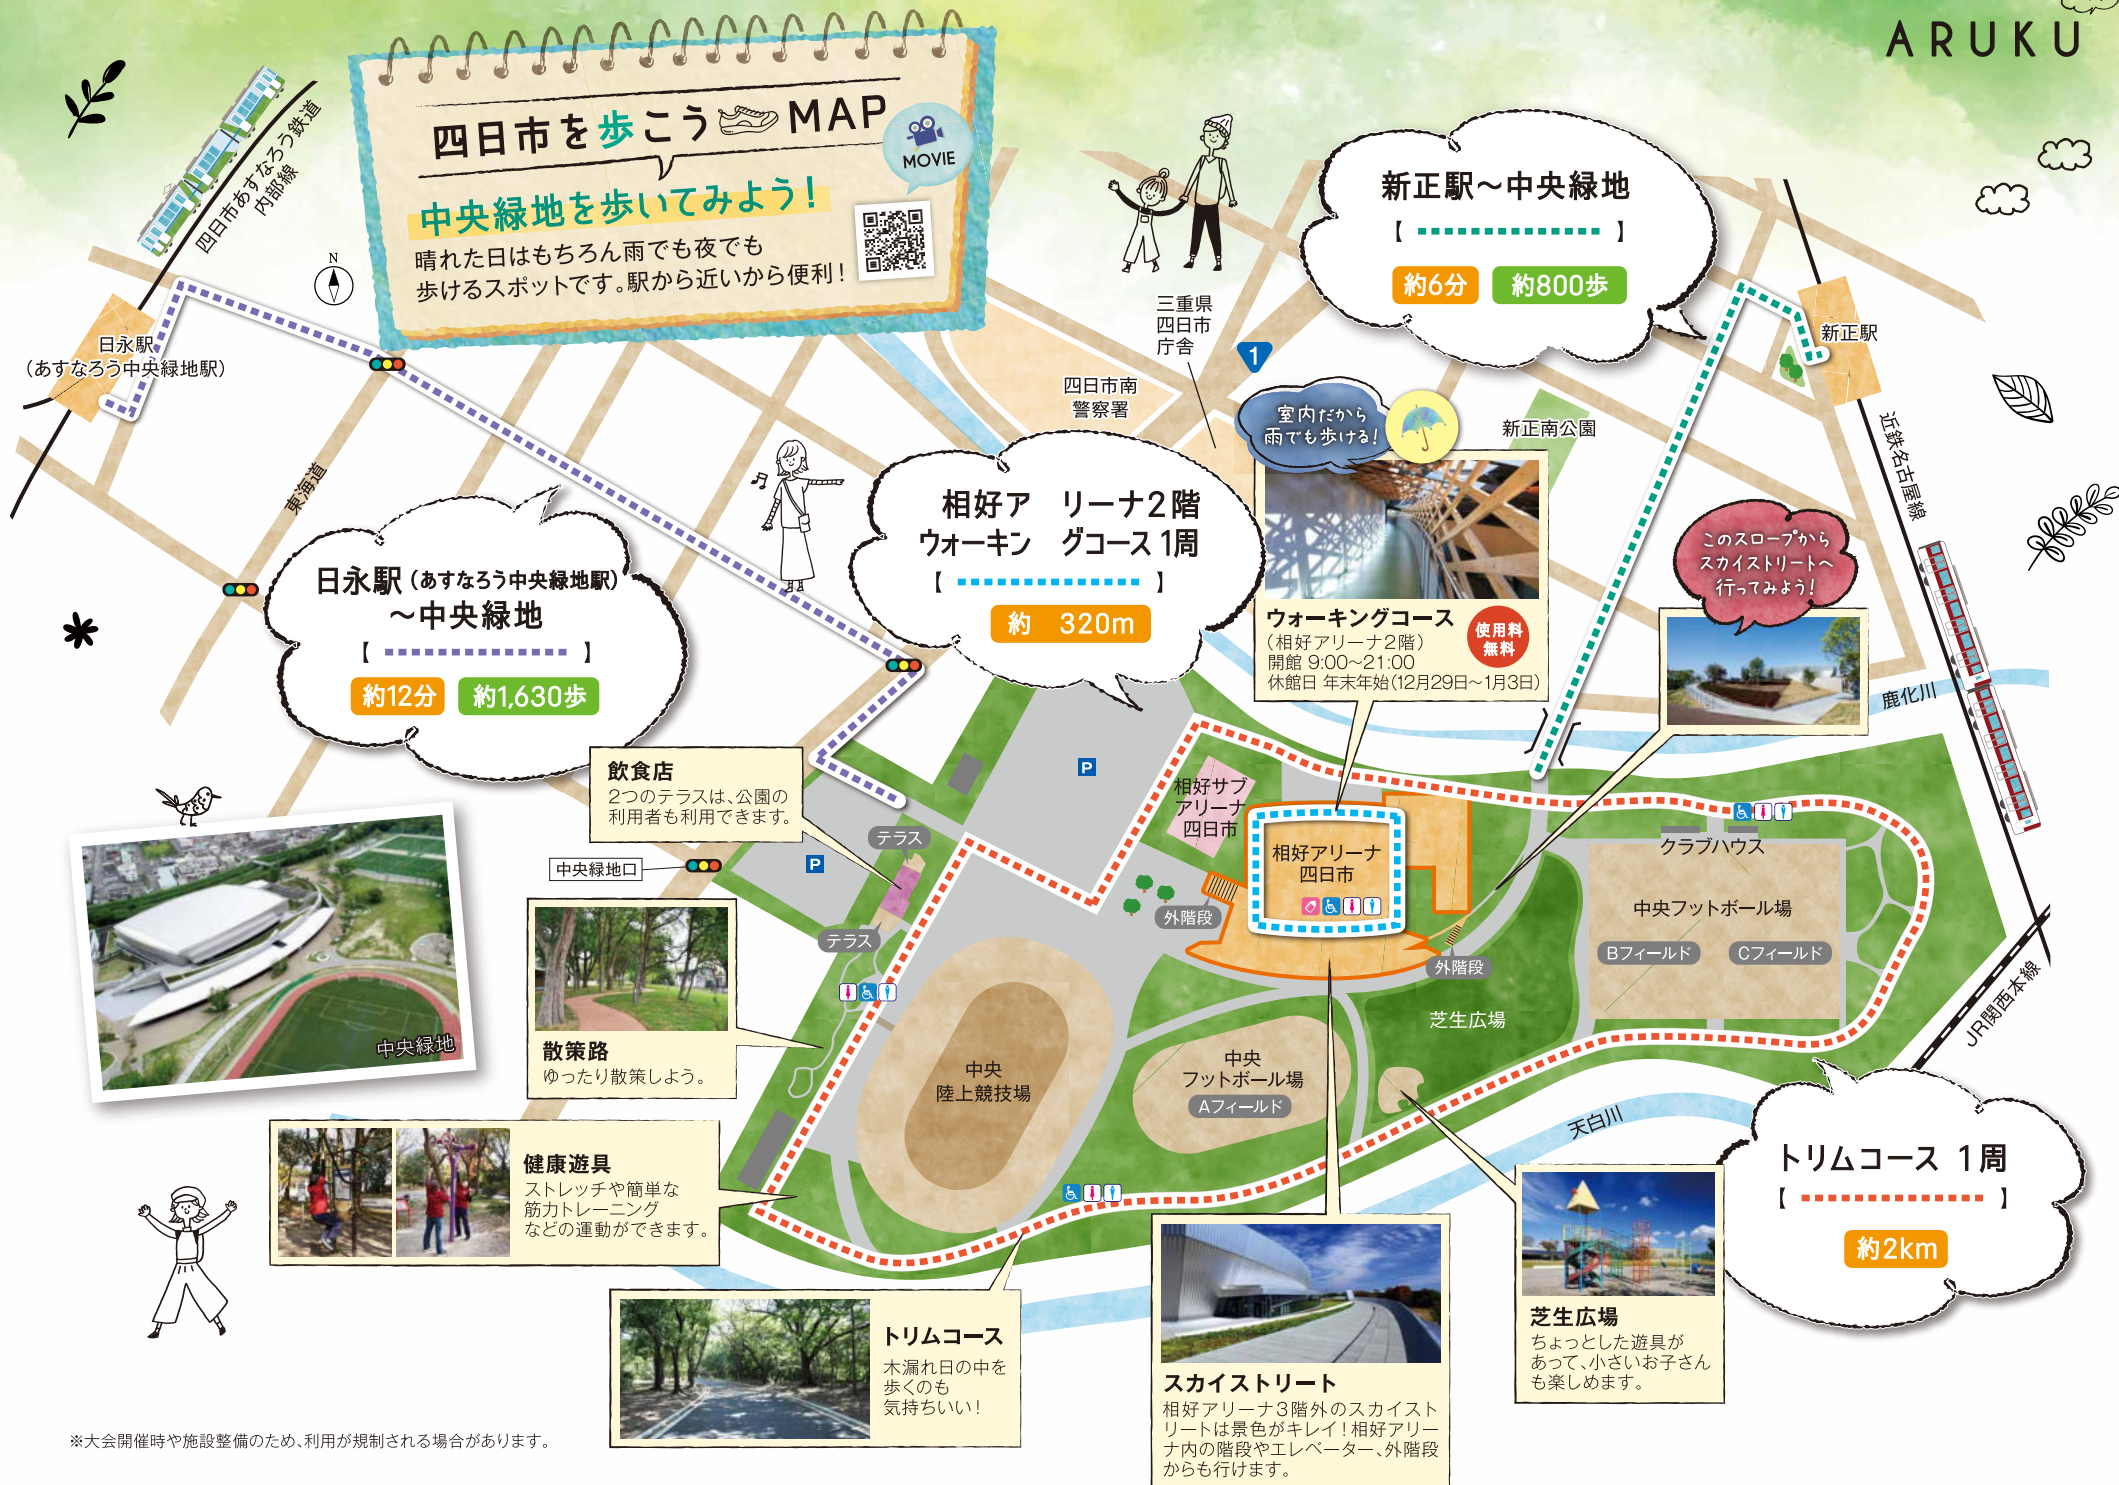 ARUKU
四日市を歩こう MAP
MOVIE
中央緑地を歩いてみよう！
晴れた日はもちろん雨でも夜でも
歩けるスポットです。駅から近いから便利！
四日市あすなろう鉄道
内部線
N
日永駅
（あすなろう中央緑地駅）
東海道
新正駅〜中央緑地
【 】
約6分 約800歩
新正駅
三重県
四日市
庁舎
1
四日市南
警察署
新正南公園
近鉄名古屋線
室内だから
雨でも歩ける！
相好ア リーナ2階
ウォーキン グコース 1周
【 】
約 320m
ウォーキングコース
（相好アリーナ2階）
開館 9:00〜21:00
休館日 年末年始（12月29日〜1月3日）
使用料
無料
このスロープから
スカイストリートへ
行ってみよう！
鹿化川
日永駅（あすなろう中央緑地駅）
〜中央緑地
【 】
約12分 約1,630歩
飲食店
2つのテラスは、公園の
利用者も利用できます。
テラス
P
P
中央緑地口
テラス
相好サブ
アリーナ
四日市
相好アリーナ
四日市
外階段
外階段
クラブハウス
中央フットボール場
Bフィールド Cフィールド
芝生広場
JR関西本線
中央緑地
散策路
ゆったり散策しよう。
中央
陸上競技場
中央
フットボール場
Aフィールド
天白川
トリムコース 1周
【 】
約2km
健康遊具
ストレッチや簡単な
筋力トレーニング
などの運動ができます。
トリムコース
木漏れ日の中を
歩くのも
気持ちいい！
スカイストリート
相好アリーナ3階外のスカイスト
リートは景色がキレイ！相好アリー
ナ内の階段やエレベーター、外階段
からも行けます。
芝生広場
ちょっとした遊具が
あって、小さいお子さん
も楽しめます。
※大会開催時や施設整備のため、利用が規制される場合があります。